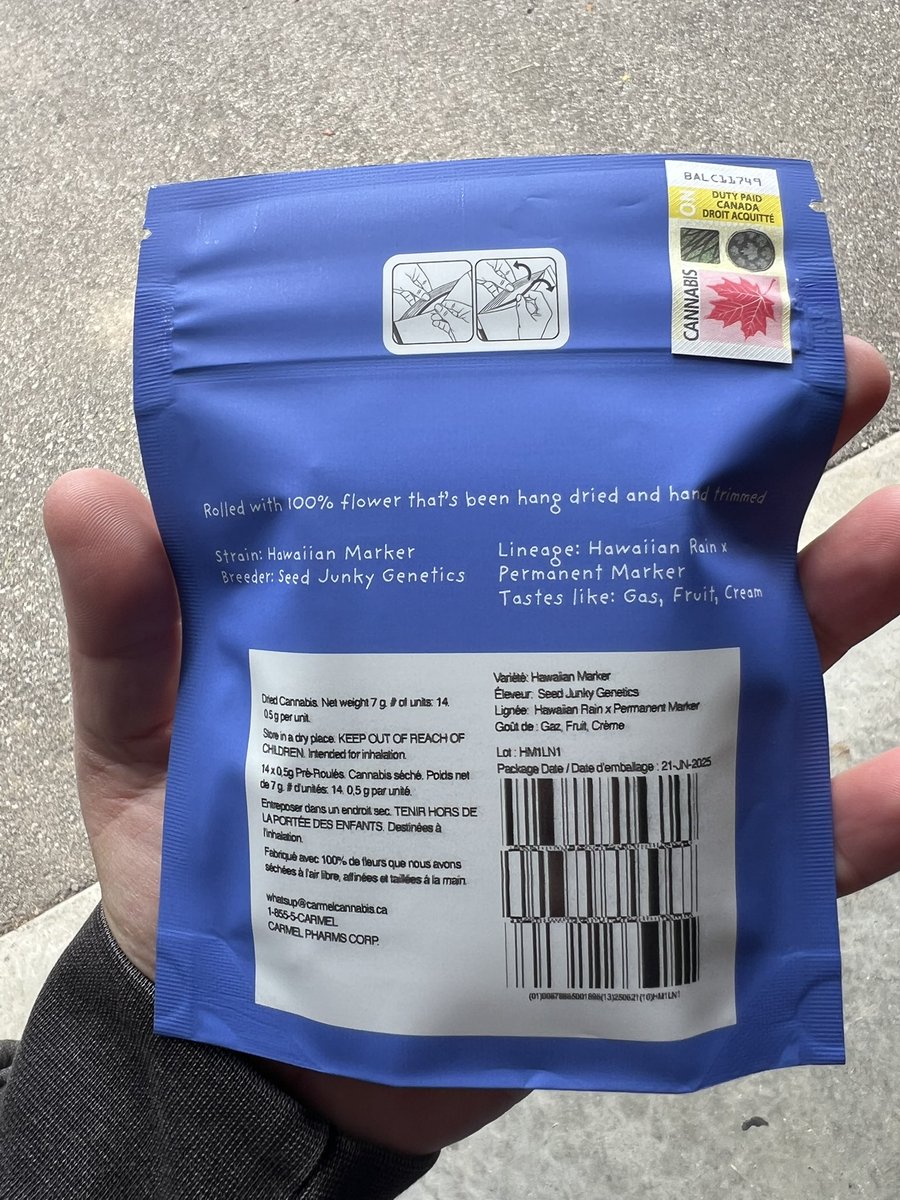 BALC11749
ON
DUTY PAID
CANADA
DROIT ACQUITTÉ
CANNABIS
Rolled with 100% flower that's been hang dried and hand trimmed
Strain: Hawaiian Marker
Breeder: Seed Junky Genetics
Lineage: Hawaiian Rain x
Permanent Marker
Tastes like: Gas, Fruit, Cream
Dried Cannabis. Net weight 7 g. # of units: 14.
0.5 g per unit.
Store in a dry place. KEEP OUT OF REACH OF
CHILDREN. Intended for inhalation.
14 x 0.5g Pré-Roulés. Cannabis séché. Poids net
de 7 g. # d'unités: 14. 0,5 g par unité.
Entreposer dans un endroit sec. TENIR HORS DE
LA PORTÉE DES ENFANTS. Destinées à
l'inhalation.
Fabriqué avec 100% de fleurs que nous avons
séchées à l'air libre, affinées et taillées à la main.
whatsup@carmelcannabis.ca
1-855-5-CARMEL
CARMEL PHARMS CORP.
Variété: Hawaiian Marker
Éleveur: Seed Junky Genetics
Lignée: Hawaiian Rain x Permanent Marker
Goût de : Gaz, Fruit, Crème
Lot : HM1LN1
Package Date / Date d'emballage : 21-JN-2025